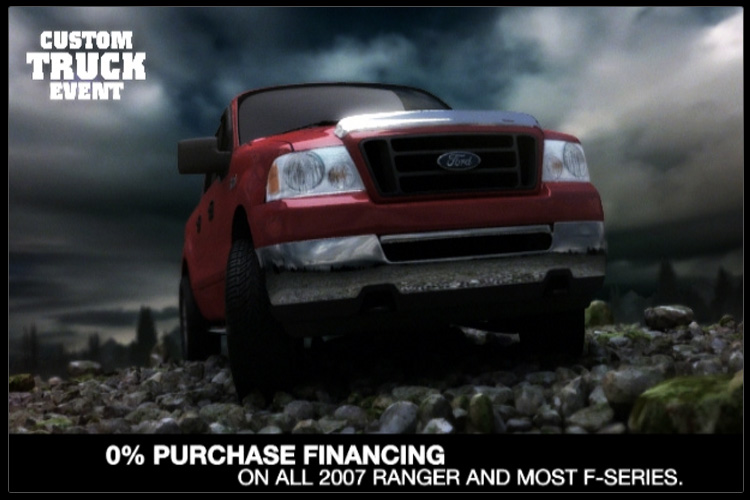 CUSTOM
TRUCK
EVENT
Ford
0% PURCHASE FINANCING
ON ALL 2007 RANGER AND MOST F-SERIES.